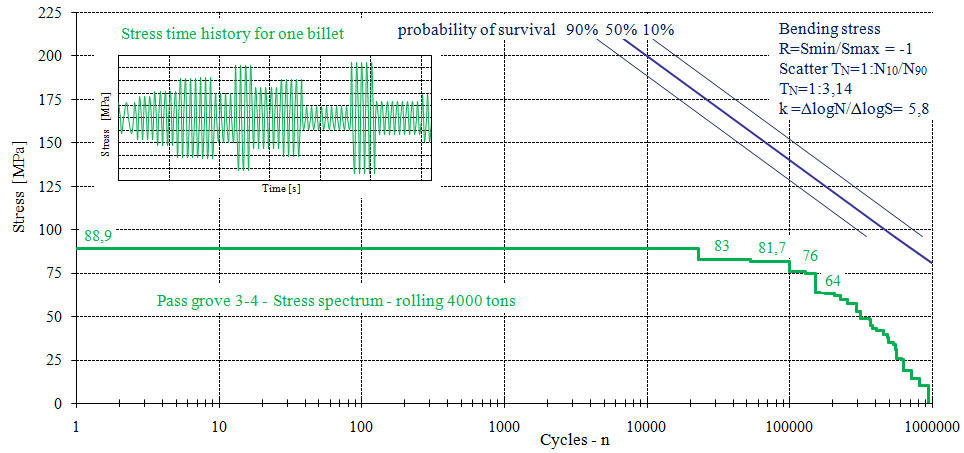 225
200
175
150
125
100
75
50
25
0
Stress [MPa]
Stress time history for one billet
Stress [MPa]
Time [s]
probability of survival 90% 50% 10%
Bending stress
R=Smin/Smax = -1
Scatter TN=1:N10/N90
TN=1:3,14
k =ΔlogN/ΔlogS= 5,8
88,9
83
81,7
76
64
Pass grove 3-4 - Stress spectrum - rolling 4000 tons
1 10 100 1000 10000 100000 1000000
Cycles - n